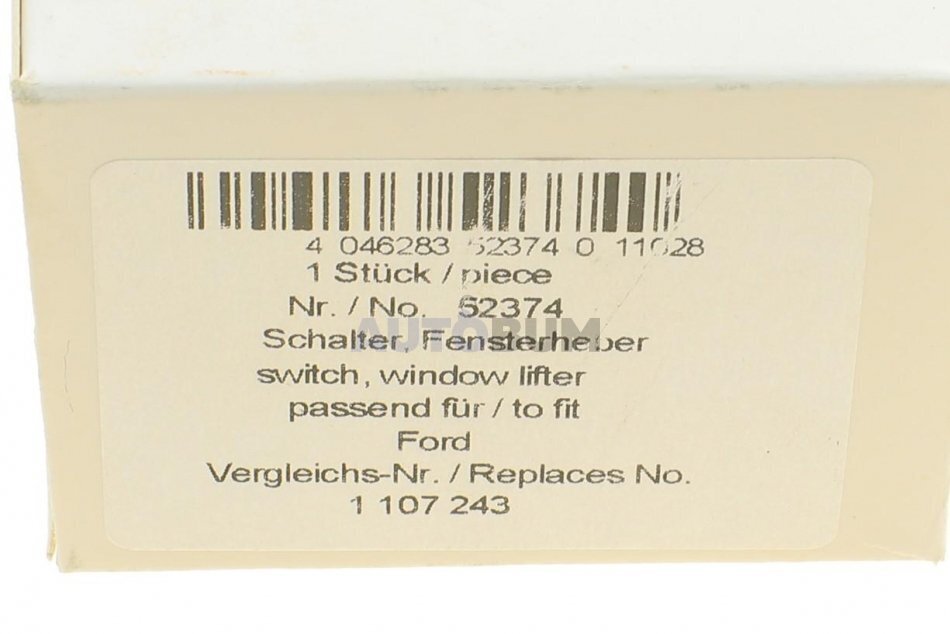 4 046283 52374 0 11028
1 Stück / piece
Nr. / No. 52374
AUTOBUM
Schalter, Fensterheber
switch, window lifter
passend für / to fit
Ford
Vergleichs-Nr. / Replaces No.
1 107 243